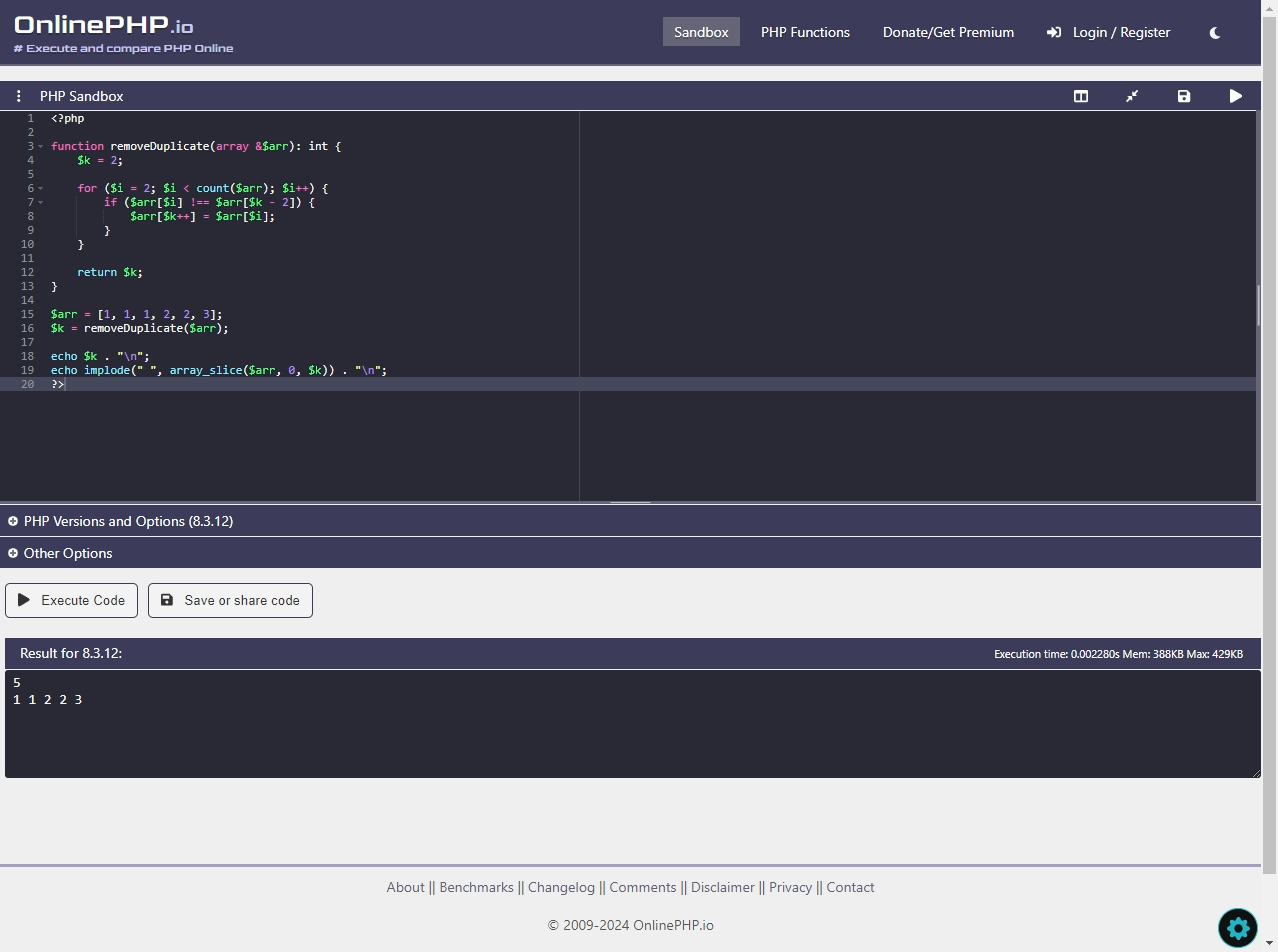 OnlinePHP.io
# Execute and compare PHP Online
Sandbox
PHP Functions
Donate/Get Premium
Login / Register
PHP Sandbox
1 <?php
2
3 function removeDuplicate(array &$arr): int {
4     $k = 2;
5
6     for ($i = 2; $i < count($arr); $i++) {
7         if ($arr[$i] !== $arr[$k - 2]) {
8             $arr[$k++] = $arr[$i];
9         }
10     }
11
12     return $k;
13 }
14
15 $arr = [1, 1, 1, 2, 2, 3];
16 $k = removeDuplicate($arr);
17
18 echo $k . "\n";
19 echo implode(" ", array_slice($arr, 0, $k)) . "\n";
20 ?>
PHP Versions and Options (8.3.12)
Other Options
Execute Code
Save or share code
Result for 8.3.12:
Execution time: 0.002280s Mem: 388KB Max: 429KB
5
1 1 2 2 3
About || Benchmarks || Changelog || Comments || Disclaimer || Privacy || Contact
© 2009-2024 OnlinePHP.io